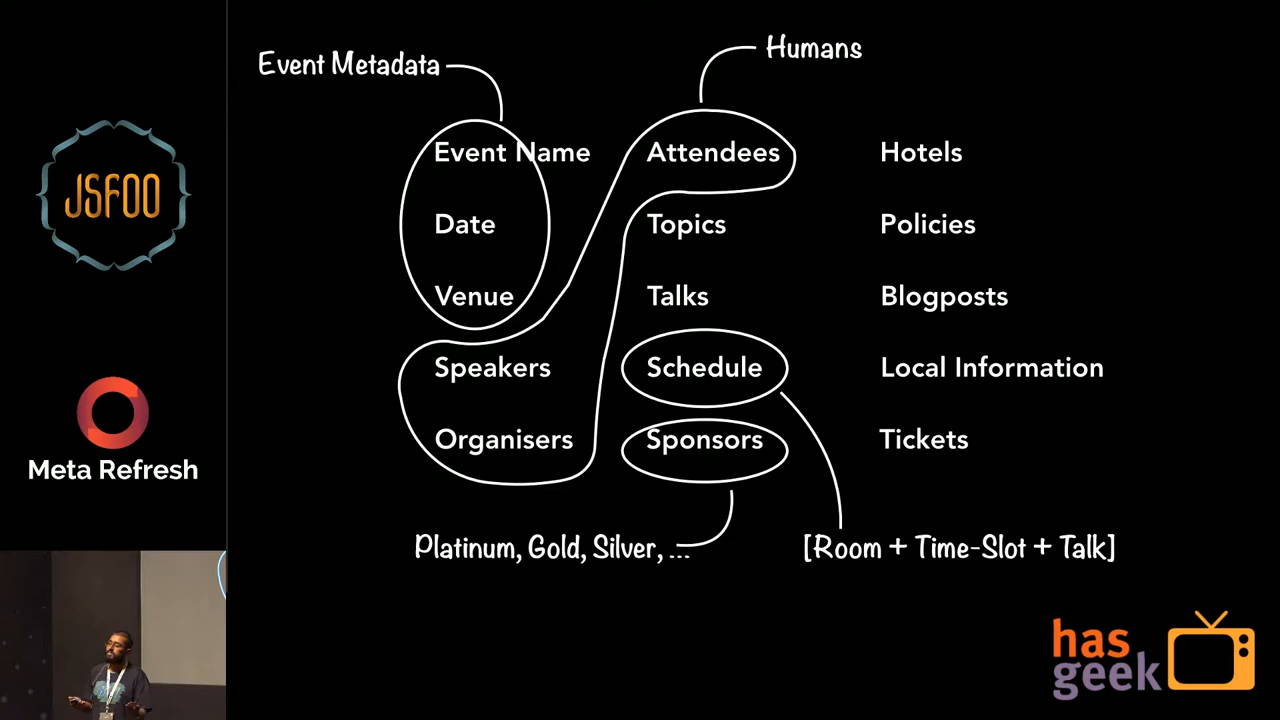 Event Metadata
Humans
Event Name
Attendees
Hotels
Date
Topics
Policies
Venue
Talks
Blogposts
Speakers
Schedule
Local Information
Organisers
Sponsors
Tickets
Platinum, Gold, Silver, ...
[Room + Time-Slot + Talk]
JSFOO
Meta Refresh
has
geek